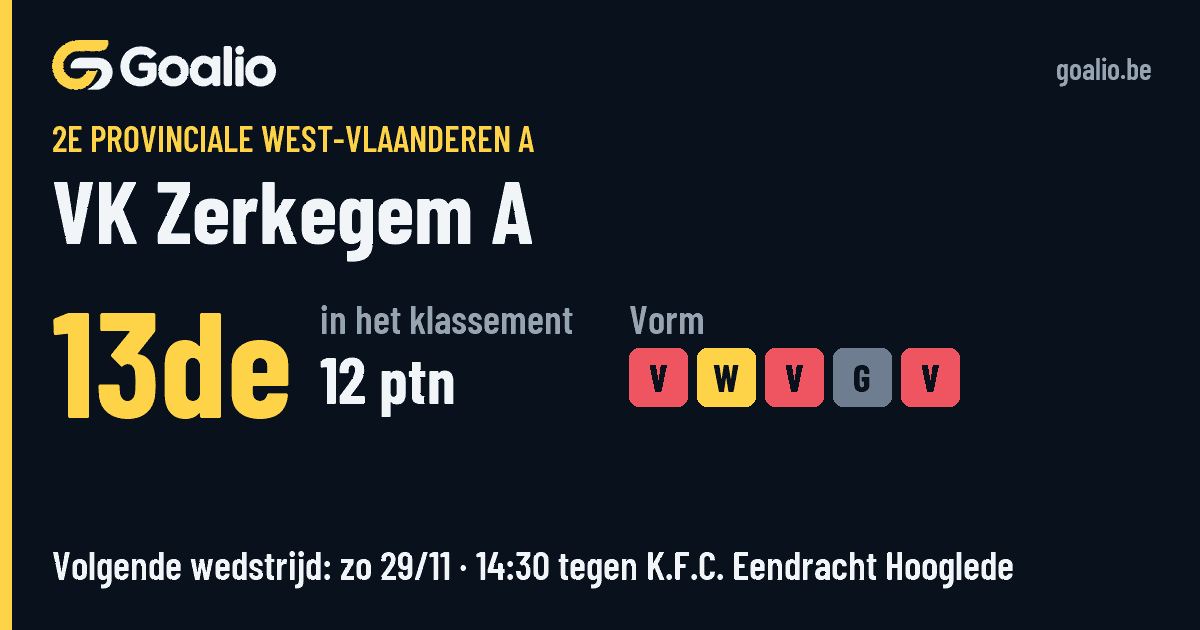 Goalio
goalio.be
2E PROVINCIALE WEST-VLAANDEREN A
VK Zerkegem A
13de
in het klassement
12 ptn
Vorm
V W V G V
Volgende wedstrijd: zo 29/11 · 14:30 tegen K.F.C. Eendracht Hooglede